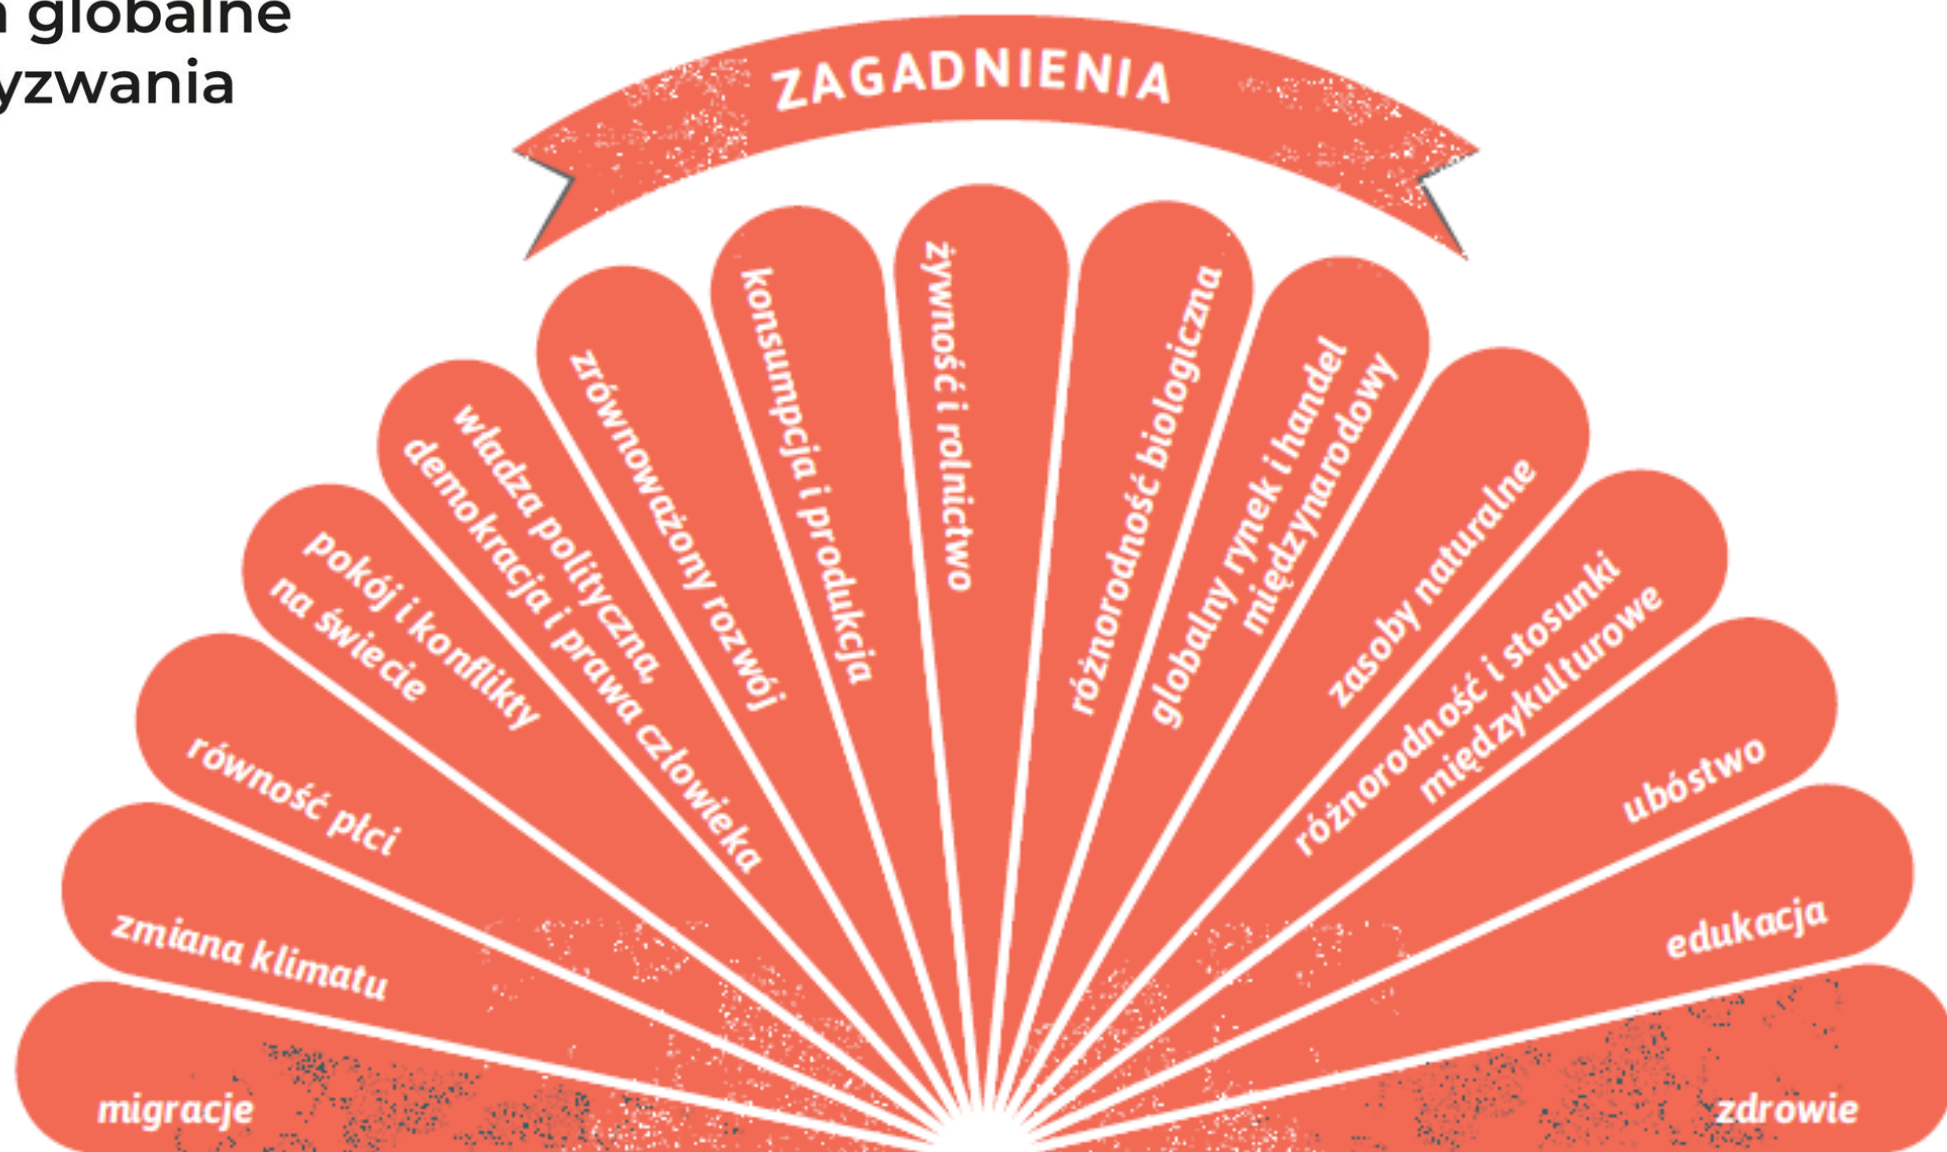 globalne
yzwania
ZAGADNIENIA
migracje
zmiana klimatu
równość płci
pokój i konflikty
na świecie
władza polityczna,
demokracja i prawa człowieka
zrównoważony rozwój
konsumpcja i produkcja
żywność i rolnictwo
różnorodność biologiczna
globalny rynek i handel
międzynarodowy
zasoby naturalne
różnorodność i stosunki
międzykulturowe
ubóstwo
edukacja
zdrowie